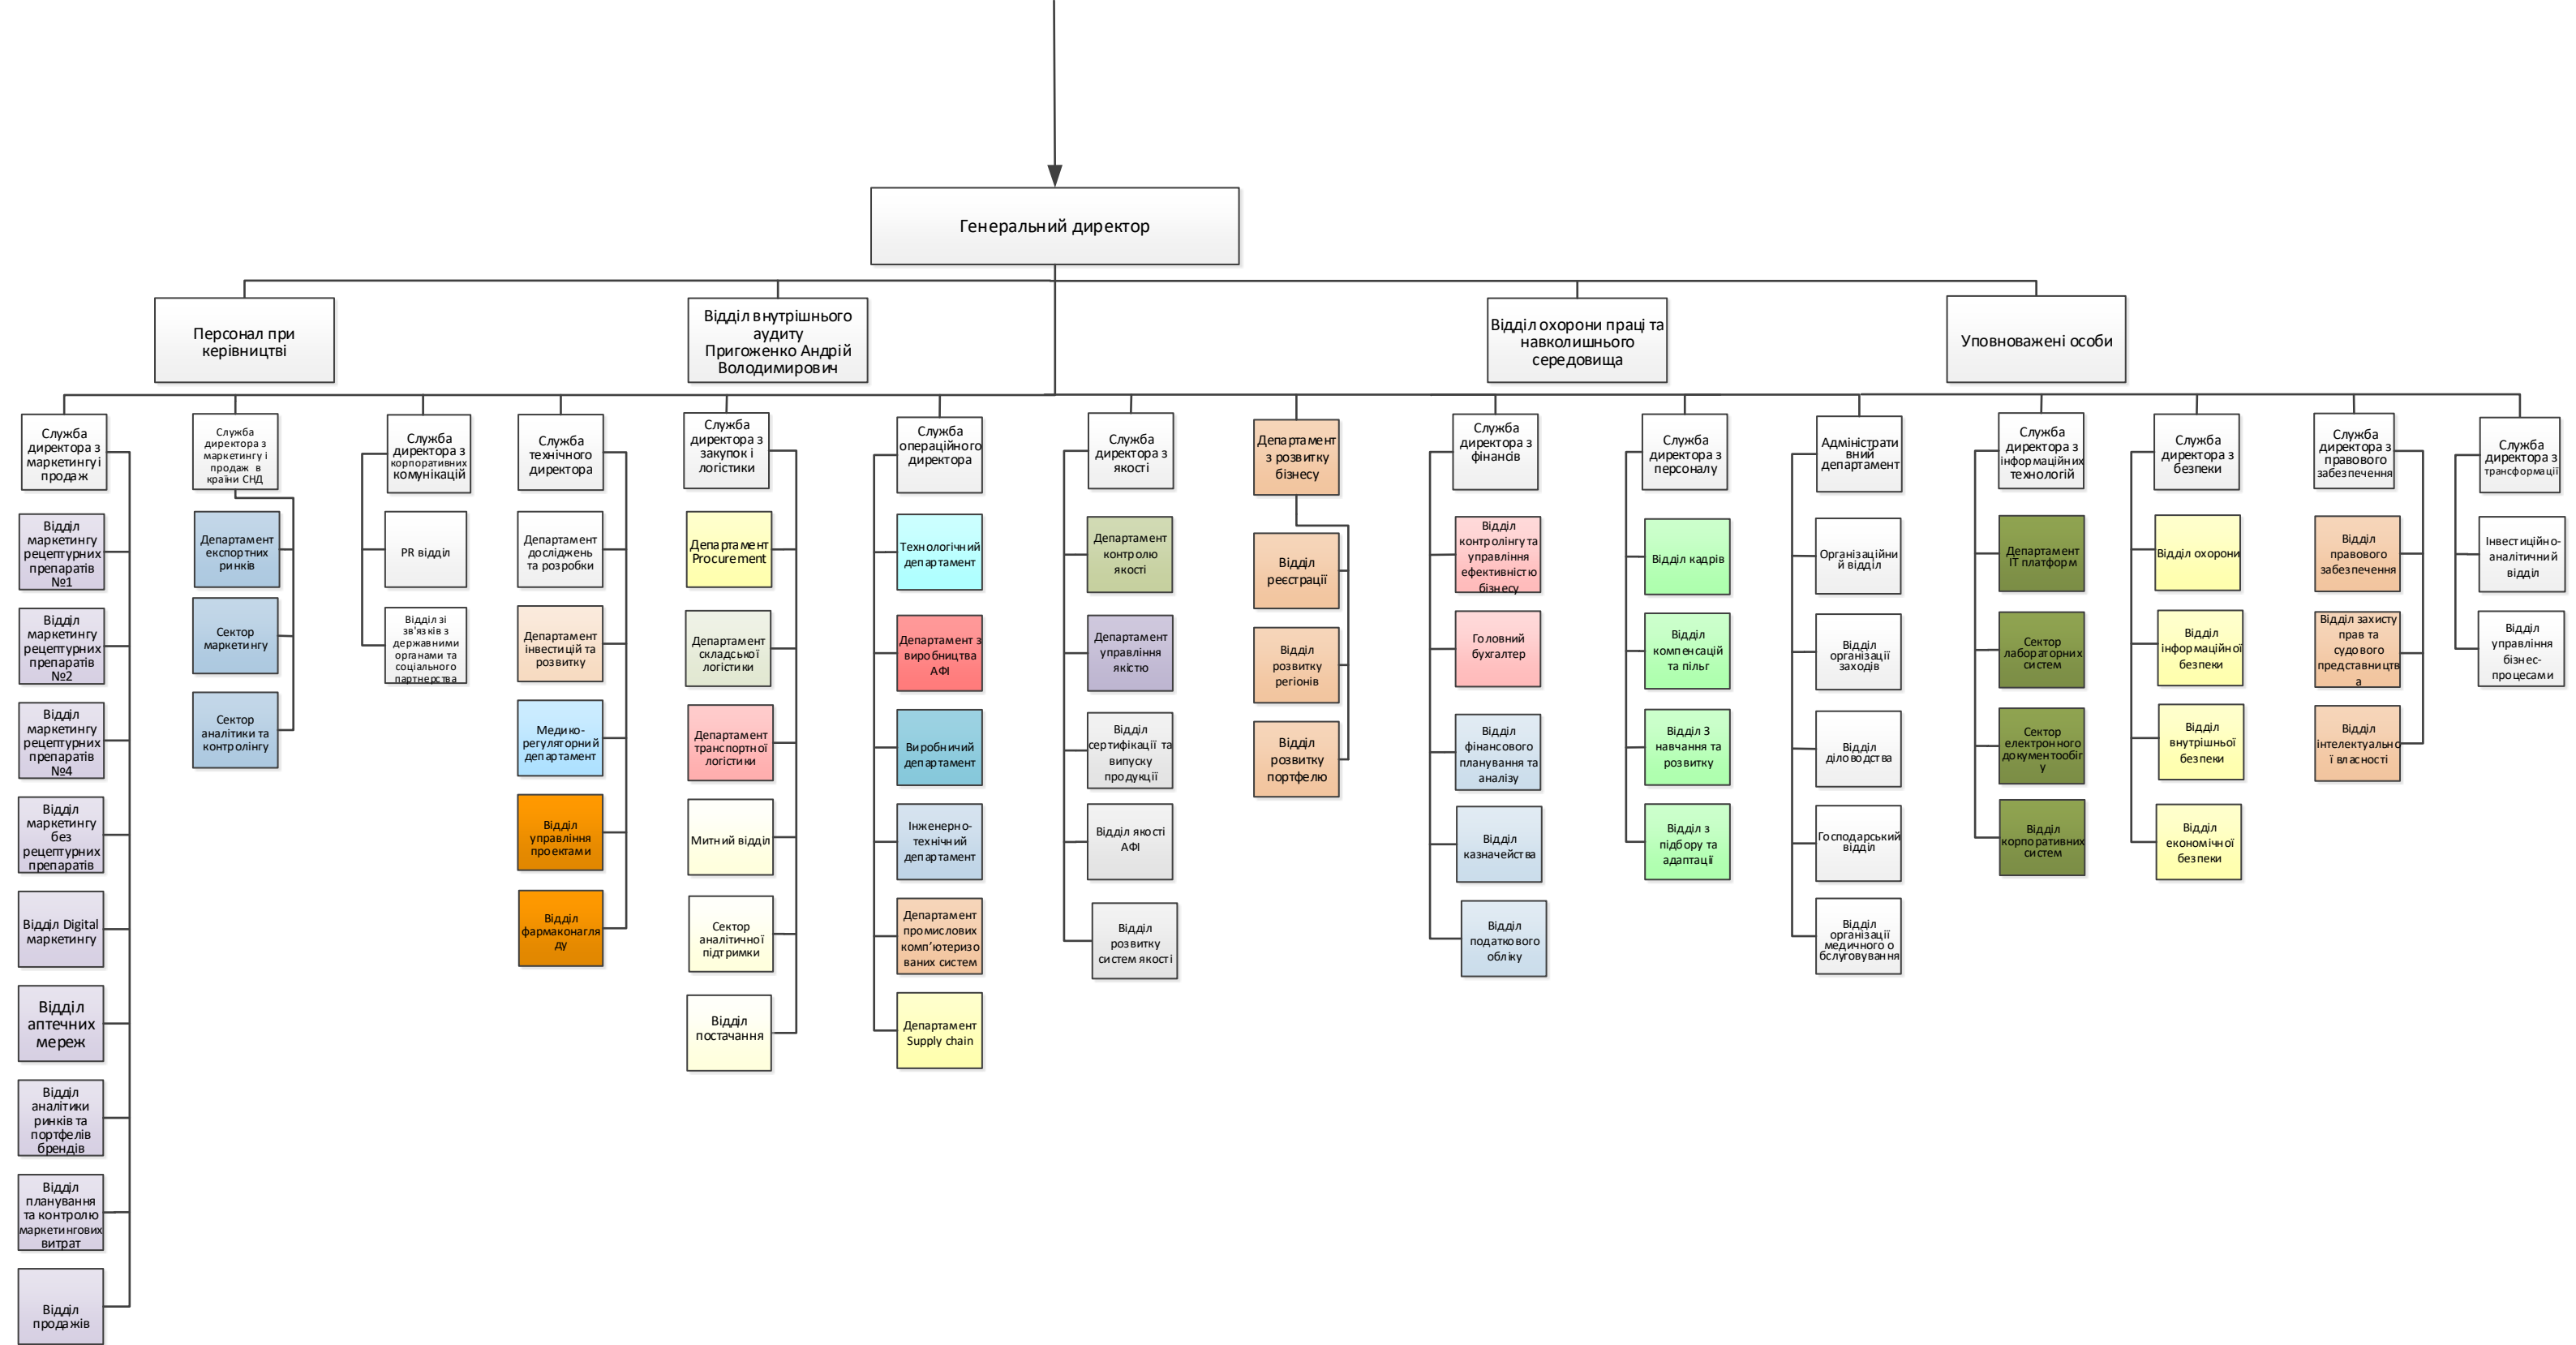 Генеральний директор
Персонал при
керівництві
Відділ внутрішнього
аудиту
Пригоженко Андрій
Володимирович
Відділ охорони праці та
навколишнього
середовища
Уповноважені особи
Служба
директора з
маркетингу і
продаж
Відділ
маркетингу
рецептурних
препаратів
№1
Відділ
маркетингу
рецептурних
препаратів
№2
Відділ
маркетингу
рецептурних
препаратів
№4
Відділ
маркетингу
без
рецептурних
препаратів
Відділ Digital
маркетингу
Відділ
аптечних
мереж
Відділ
аналітики
ринків та
портфелів
брендів
Відділ
планування
та контролю
маркетингових
витрат
Відділ
продажів
Служба
директора з
маркетингу і
продаж в
країни СНД
Департамент
експортних
ринків
Сектор
маркетингу
Сектор
аналітики та
контролінгу
Служба
директора з
корпоративних
комунікацій
PR відділ
Відділ зі
зв'язків з
державними
органами та
соціального
партнерства
Служба
технічного
директора
Департамент
досліджень
та розробки
Департамент
інвестицій та
розвитку
Медико-
регуляторний
департамент
Відділ
управління
проектами
Відділ
фармаконагля
ду
Служба
директора з
закупок і
логістики
Департамент
Procurement
Департамент
складської
логістики
Департамент
транспортної
логістики
Митний відділ
Сектор
аналітичної
підтримки
Відділ
постачання
Служба
операційного
директора
Технологічний
департамент
Департамент з
виробництва
АФІ
Виробничий
департамент
Інженерно-
технічний
департамент
Департамент
промислових
комп’ютеризо
ваних систем
Департамент
Supply chain
Служба
директора з
якості
Департамент
контролю
якості
Департамент
управління
якістю
Відділ
сертифікації та
випуску
продукції
Відділ якості
АФІ
Відділ
розвитку
систем якості
Департамент
з розвитку
бізнесу
Відділ
реєстрації
Відділ
розвитку
регіонів
Відділ
розвитку
портфелю
Служба
директора з
фінансів
Відділ
контролінгу та
управління
ефективністю
бізнесу
Головний
бухгалтер
Відділ
фінансового
планування та
аналізу
Відділ
казначейства
Відділ
податкового
обліку
Служба
директора з
персоналу
Відділ кадрів
Відділ
компенсацій
та пільг
Відділ З
навчання та
розвитку
Відділ з
підбору та
адаптації
Адміністрати
вний
департамент
Організаційни
й відділ
Відділ
організації
заходів
Відділ
діловодства
Господарський
відділ
Відділ
організації
медичного о
бслуговування
Служба
директора з
інформаційних
технологій
Департамент
ІТ платформ
Сектор
лабораторних
систем
Сектор
електронного
документообіг
у
Відділ
корпоративних
систем
Служба
директора з
безпеки
Відділ охорони
Відділ
інформаційної
безпеки
Відділ
внутрішньої
безпеки
Відділ
економічної
безпеки
Служба
директора з
правового
забезпечення
Відділ
правового
забезпечення
Відділ захисту
прав та
судового
представництв
а
Відділ
інтелектуально
ї власності
Служба
директора з
трансформації
Інвестиційно-
аналітичний
відділ
Відділ
управління
бізнес-
процесами